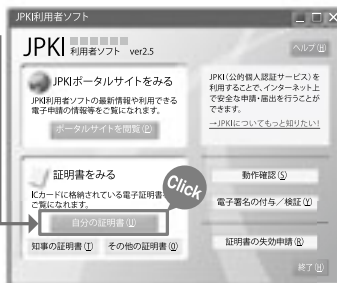 JPKI利用者ソフト
JPKI 利用者ソフト ver2.5
ヘルプ(H)
JPKIポータルサイトをみる
JPKI利用者ソフトの最新情報や利用できる
電子申請の情報等をご覧になれます。
ポータルサイトを閲覧(P)
JPKI(公的個人認証サービス)を
利用することで、インターネット上
で安全な申請・届出を行うことが
できます。
→JPKIについてもっと知りたい!
証明書をみる
ICカードに格納されている電子証明書
ご覧になれます。
Click
自分の証明書(U)
知事の証明書(T)
その他の証明書(O)
動作確認(S)
電子署名の付与/検証(Y)
証明書の失効申請(R)